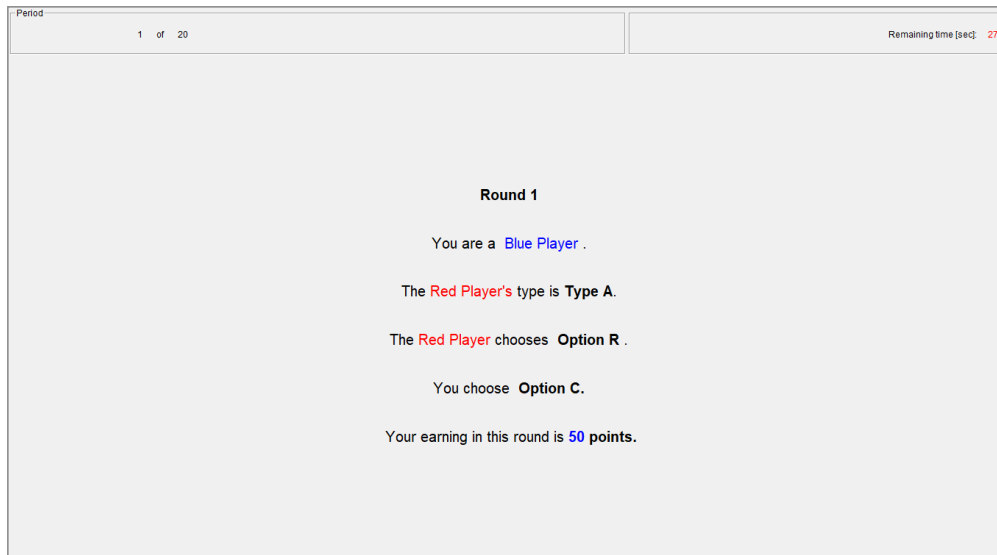 Period
1 of 20
Remaining time [sec]: 27
Round 1
You are a Blue Player .
The Red Player's type is Type A.
The Red Player chooses Option R .
You choose Option C.
Your earning in this round is 50 points.